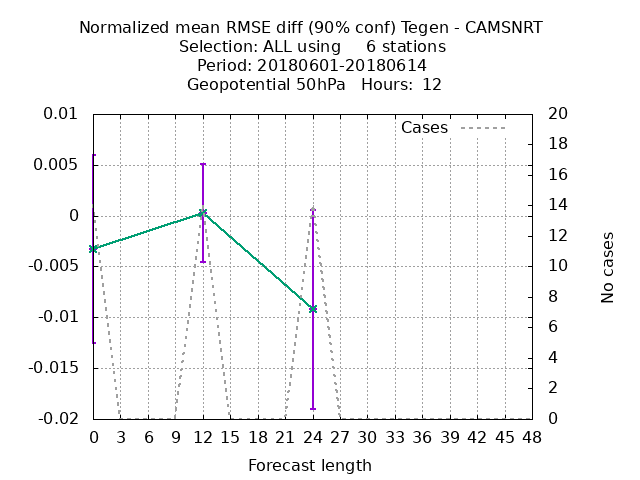 Normalized mean RMSE diff (90% conf) Tegen - CAMSNRT
Selection: ALL using     6 stations
Period: 20180601-20180614
Geopotential 50hPa   Hours:  12
Cases
0.01
0.005
0
-0.005
-0.01
-0.015
-0.02
20
18
16
14
12
10
8
6
4
2
0
No cases
0 3 6 9 12 15 18 21 24 27 30 33 36 39 42 45 48
Forecast length